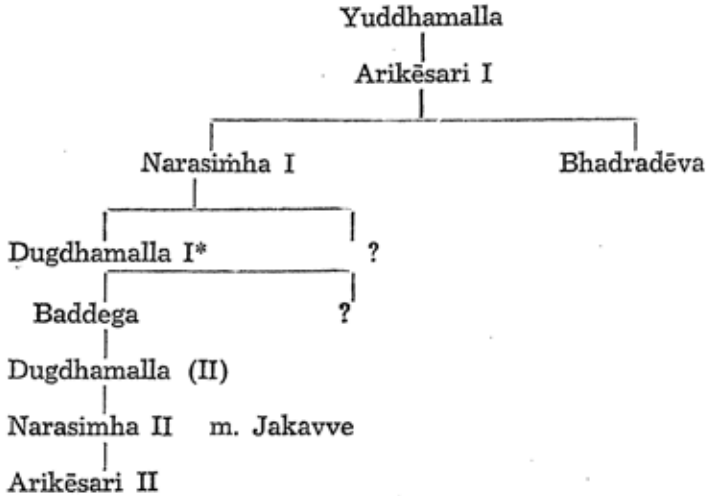 Yuddhamalla
Arikēsari I
Narasiṁha I Bhadradēva
Dugdhamalla I* ?
Baddega ?
Dugdhamalla (II)
Narasimha II m. Jakavve
Arikēsari II